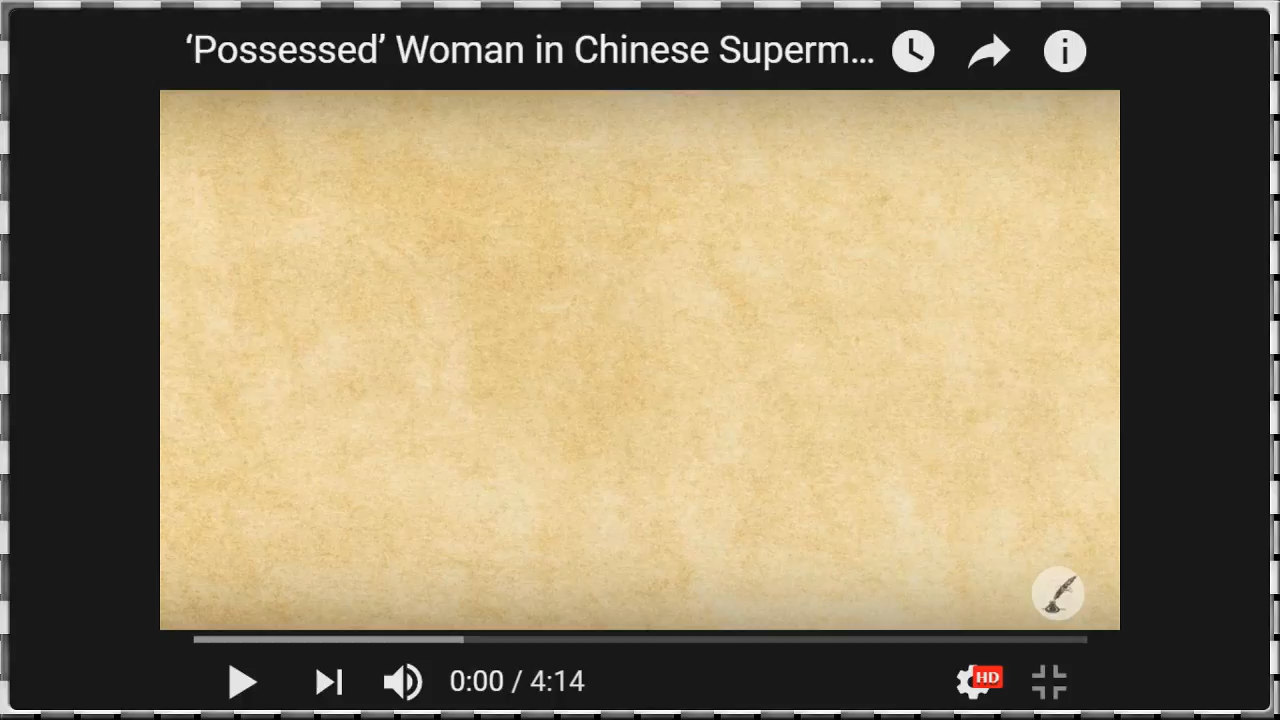 ‘Possessed’ Woman in Chinese Superm...
0:00 / 4:14
HD